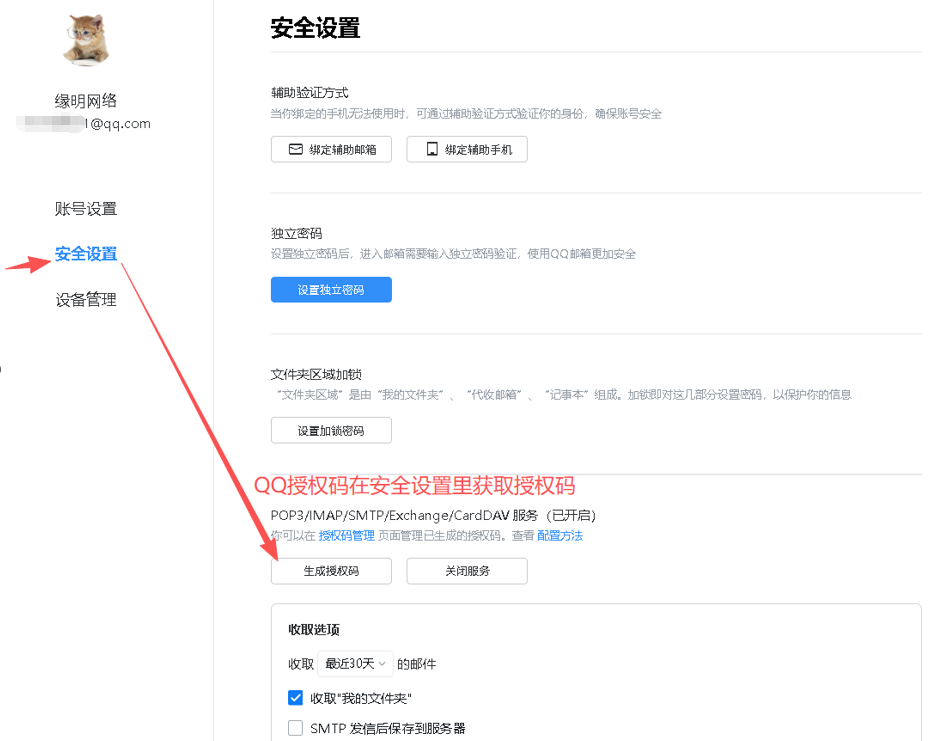 安全设置
缘明网络
1@qq.com
账号设置
安全设置
设备管理
辅助验证方式
当你绑定的手机无法使用时，可通过辅助验证方式验证你的身份，确保账号安全
绑定辅助邮箱
绑定辅助手机
独立密码
设置独立密码后，进入邮箱需要输入独立密码验证，使用QQ邮箱更加安全
设置独立密码
文件夹区域加锁
“文件夹区域”是由“我的文件夹”、“代收邮箱”、“记事本”组成。加锁即对这几部分设置密码，以保护你的信息
设置加锁密码
QQ授权码在安全设置里获取授权码
POP3/IMAP/SMTP/Exchange/CardDAV 服务（已开启）
你可以在 授权码管理 页面管理已生成的授权码。查看 配置方法
生成授权码
关闭服务
收取选项
收取 最近30天 的邮件
收取"我的文件夹"
SMTP 发信后保存到服务器